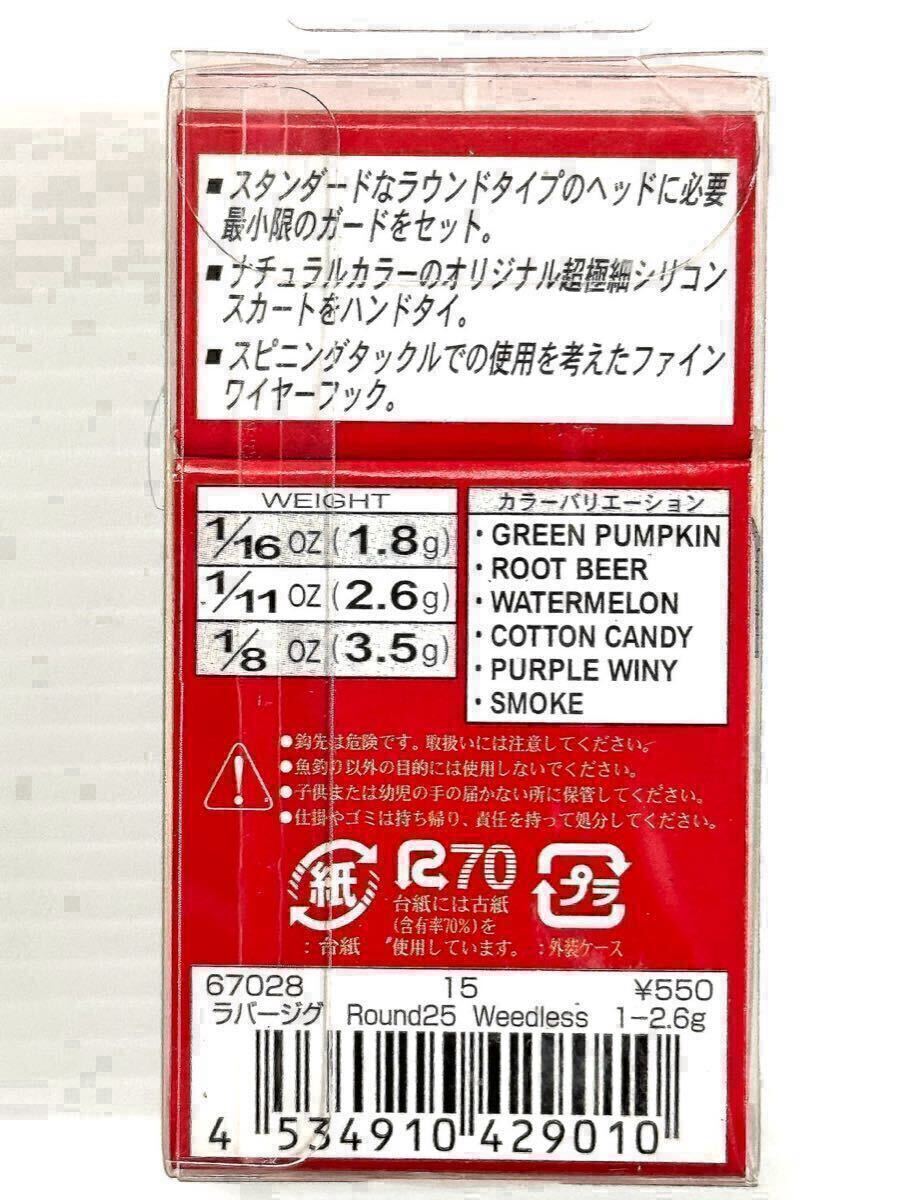 ■スタンダードなラウンドタイプのヘッドに必要
最小限のガードをセット。
■ナチュラルカラーのオリジナル超極細シリコン
スカートをハンドタイ。
■スピニングタックルでの使用を考えたファイン
ワイヤーフック。
WEIGHT
1/16 OZ (1.8g)
1/11 OZ (2.6g)
1/8 OZ (3.5g)
カラーバリエーション
・GREEN PUMPKIN
・ROOT BEER
・WATERMELON
・COTTON CANDY
・PURPLE WINY
・SMOKE
●鈎先は危険です。取扱いには注意してください。
●魚釣り以外の目的には使用しないでください。
●子供または幼児の手の届かない所に保管してください。
●仕掛やゴミは持ち帰り、責任を持って処分してください。
紙
:台紙
R70
台紙には古紙
(含有率70%)を
使用しています。
プラ
:外装ケース
67028 15 ¥550
ラバージグ Round25 Weedless 1-2.6g
4 534910 429010